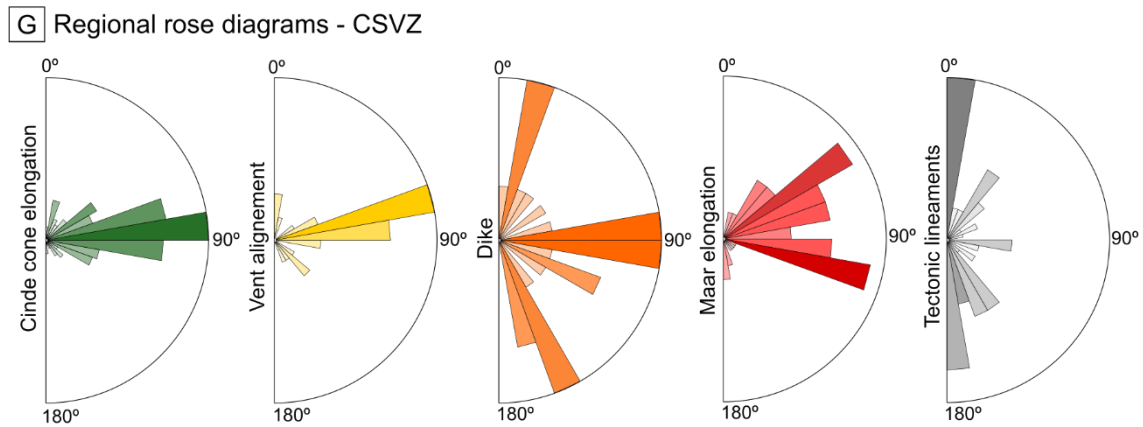 G Regional rose diagrams - CSVZ
0º
Cinde cone elongation
90º
180º
0º
Vent alignement
90º
180º
0º
Dike
90º
180º
0º
Maar elongation
90º
180º
0º
Tectonic lineaments
90º
180º